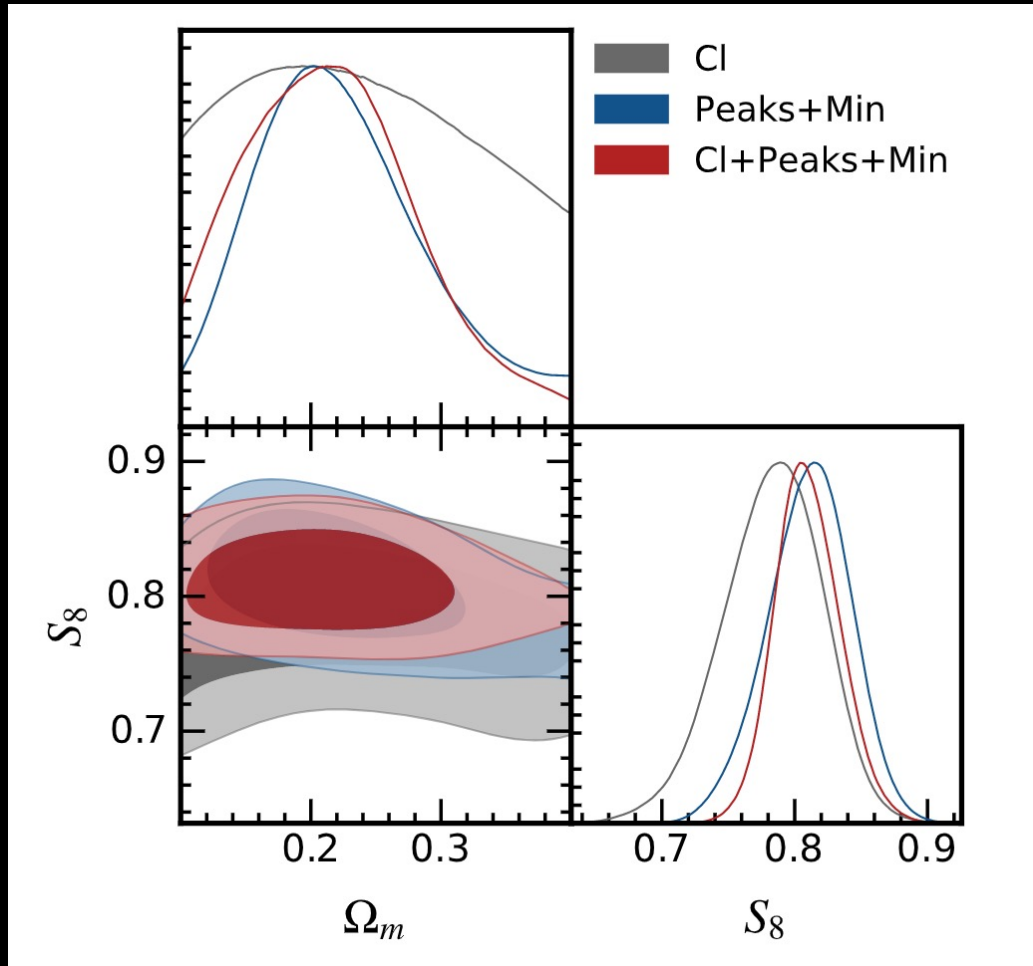 Cl
Peaks+Min
Cl+Peaks+Min
0.9
0.8
0.7
S₈
0.2 0.3
0.7 0.8 0.9
Ωₘ
S₈